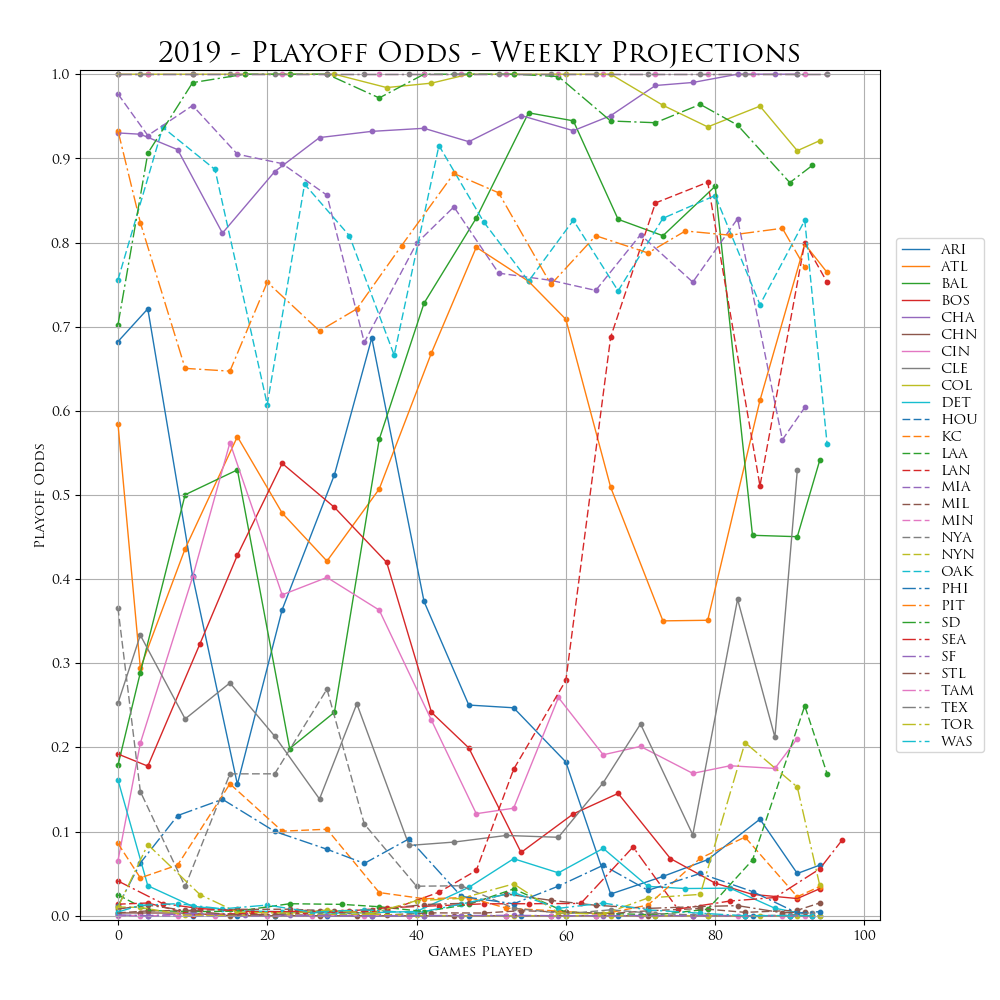 2019 - Playoff Odds - Weekly Projections
1.0
0.9
0.8
0.7
0.6
0.5
0.4
0.3
0.2
0.1
0.0
Playoff Odds
0 20 40 60 80 100
Games Played
ARI
ATL
BAL
BOS
CHA
CHN
CIN
CLE
COL
DET
HOU
KC
LAA
LAN
MIA
MIL
MIN
NYA
NYN
OAK
PHI
PIT
SD
SEA
SF
STL
TAM
TEX
TOR
WAS